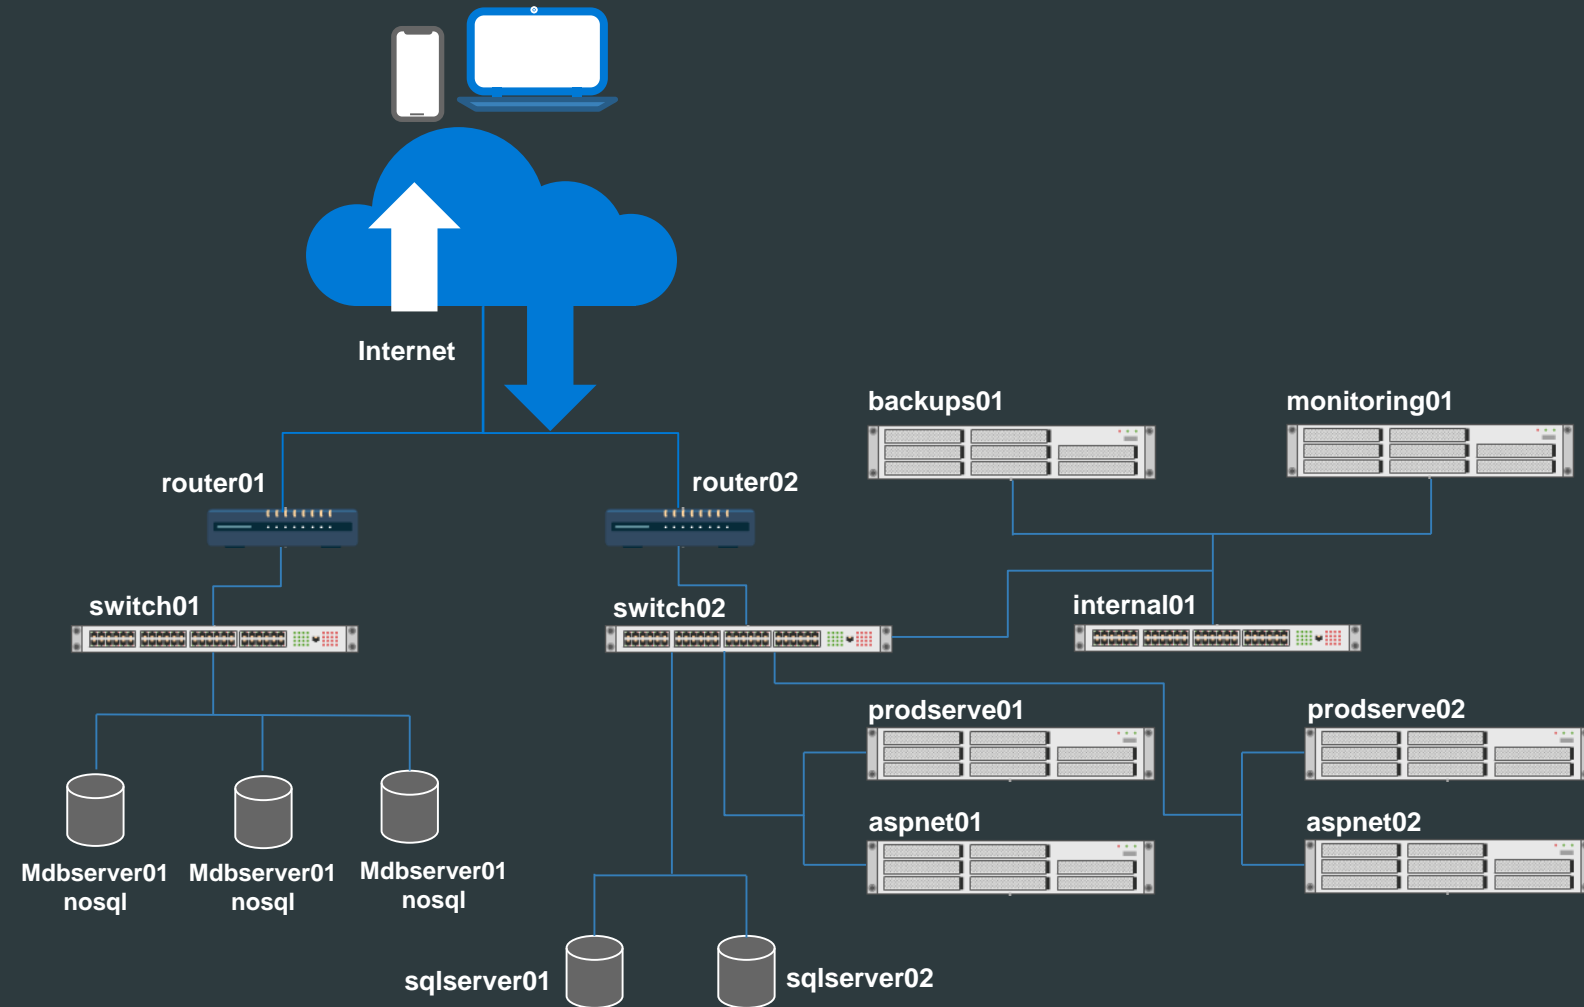 Internet
backups01
monitoring01
router01
router02
switch01
switch02
internal01
prodserve01
prodserve02
aspnet01
aspnet02
Mdbserver01
nosql
Mdbserver01
nosql
Mdbserver01
nosql
sqlserver01
sqlserver02